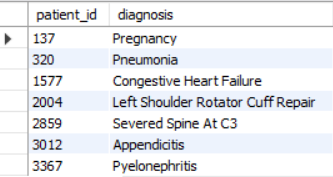 patient_id diagnosis
137 Pregnancy
320 Pneumonia
1577 Congestive Heart Failure
2004 Left Shoulder Rotator Cuff Repair
2859 Severed Spine At C3
3012 Appendicitis
3367 Pyelonephritis